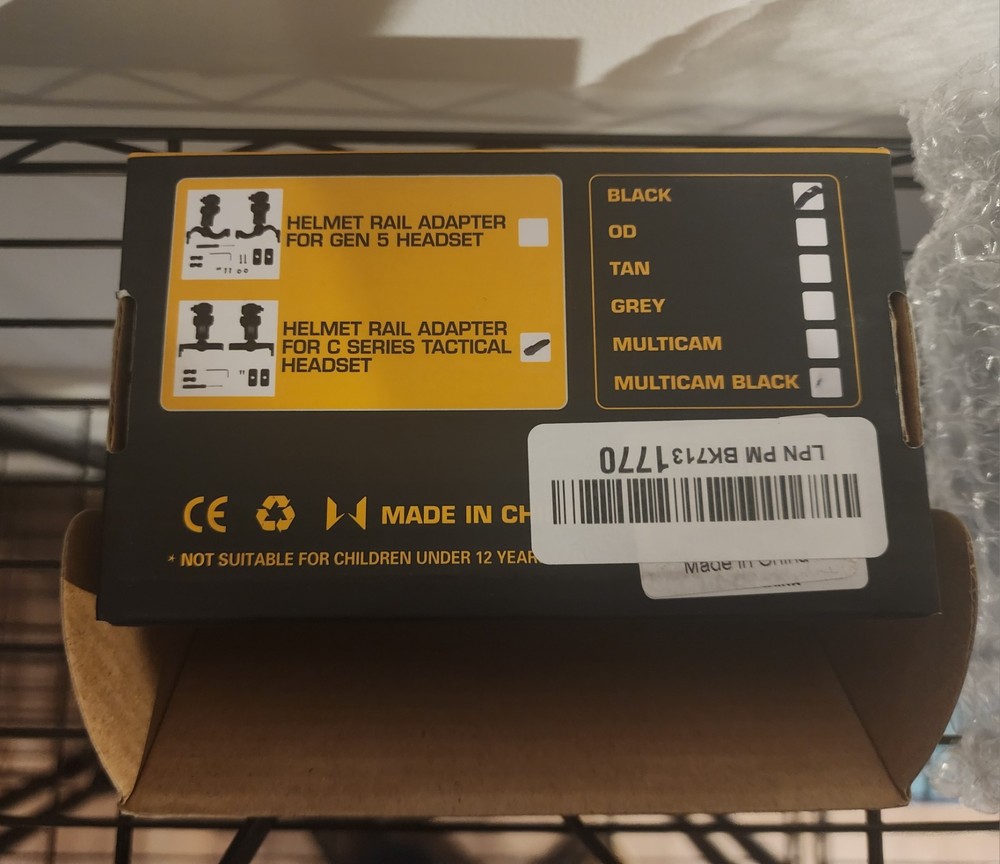 HELMET RAIL ADAPTER
FOR GEN 5 HEADSET
HELMET RAIL ADAPTER
FOR C SERIES TACTICAL
HEADSET
BLACK
OD
TAN
GREY
MULTICAM
MULTICAM BLACK
LPN PM BK7131770
CE
MADE IN CH
* NOT SUITABLE FOR CHILDREN UNDER 12 YEAR
Made in China